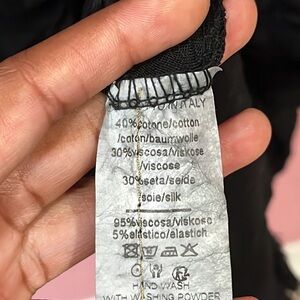 IN ITALY
40%cotone/cotton
/coton/baumwolle
30%viscosa/viskose
/viscose
30%seta/seide
/soie/silk
95%viscosa/viskose
5%elastico/elastich
HAND WASH
WITH WASHING POWDER